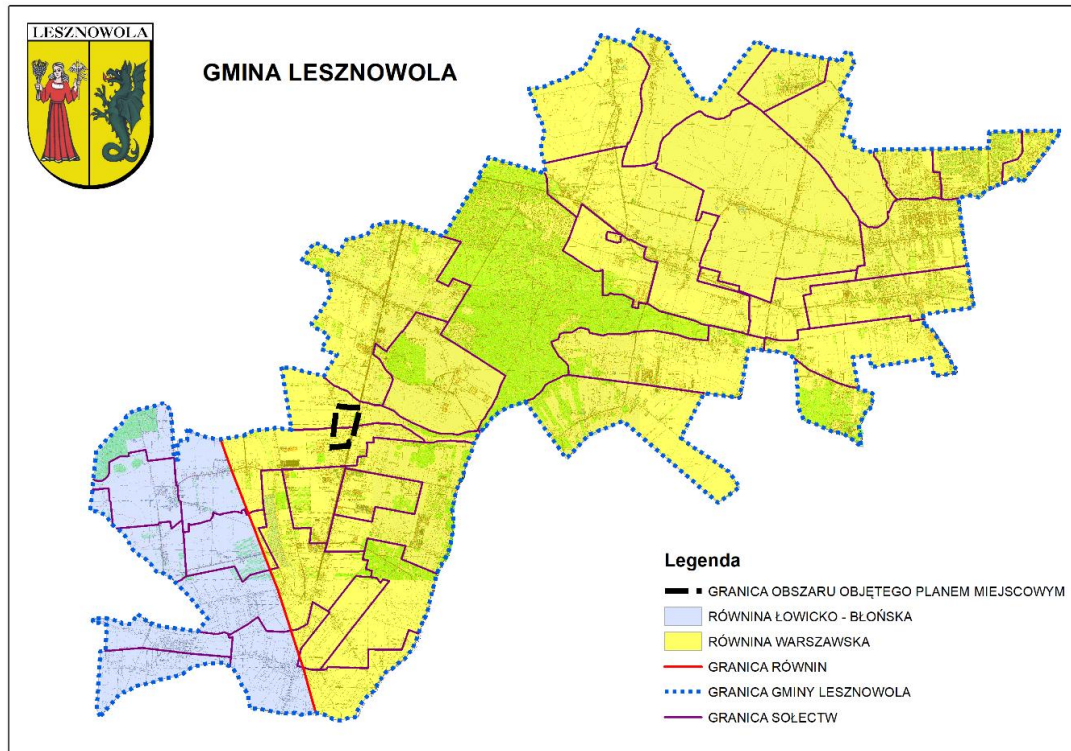 LESZNOWOLA
GMINA LESZNOWOLA
Legenda
GRANICA OBSZARU OBJĘTEGO PLANEM MIEJSCOWYM
RÓWNINA ŁOWICKO - BŁOŃSKA
RÓWNINA WARSZAWSKA
GRANICA RÓWNIN
GRANICA GMINY LESZNOWOLA
GRANICA SOŁECTW